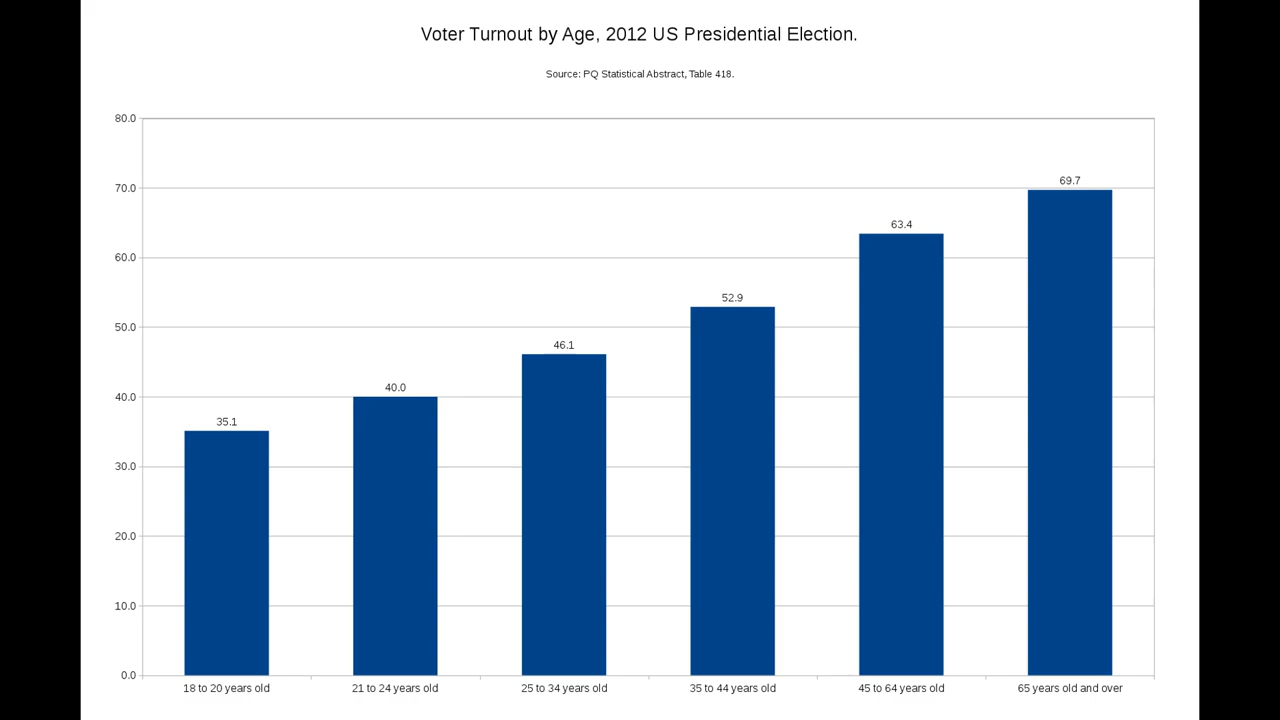 Voter Turnout by Age, 2012 US Presidential Election.
Source: PQ Statistical Abstract, Table 418.
80.0
70.0
60.0
50.0
40.0
30.0
20.0
10.0
0.0
35.1
40.0
46.1
52.9
63.4
69.7
18 to 20 years old
21 to 24 years old
25 to 34 years old
35 to 44 years old
45 to 64 years old
65 years old and over